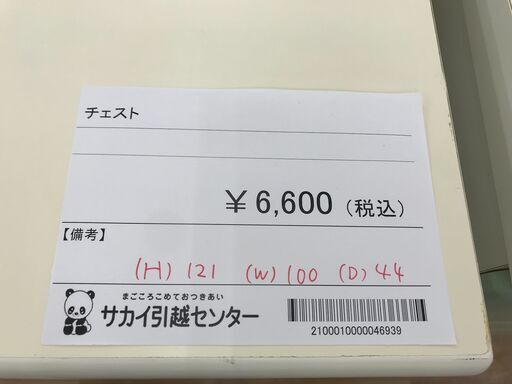 チェスト
¥6,600（税込）
【備考】
(H) 121 (W) 100 (D) 44
まごころこめておつきあい
サカイ引越センター
2100010000046939